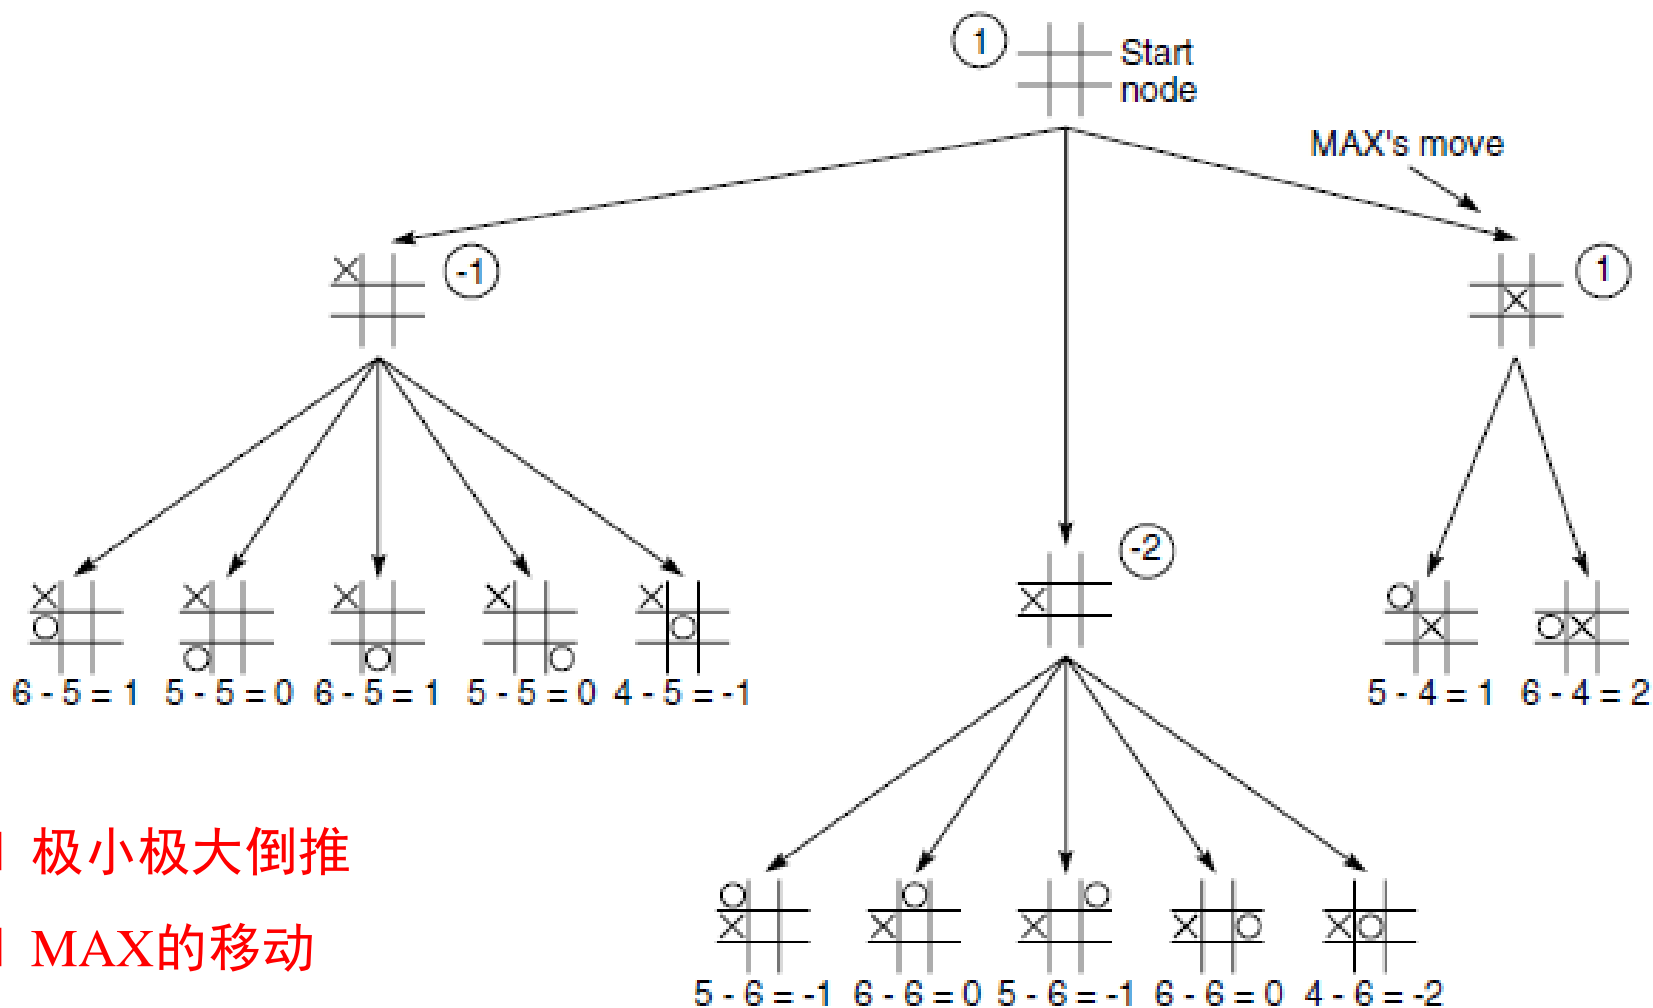 1
Start
node
MAX's move
-1
1
-2
6 - 5 = 1 5 - 5 = 0 6 - 5 = 1 5 - 5 = 0 4 - 5 = -1
5 - 4 = 1 6 - 4 = 2
极小极大倒推
MAX的移动
5 - 6 = -1 6 - 6 = 0 5 - 6 = -1 6 - 6 = 0 4 - 6 = -2